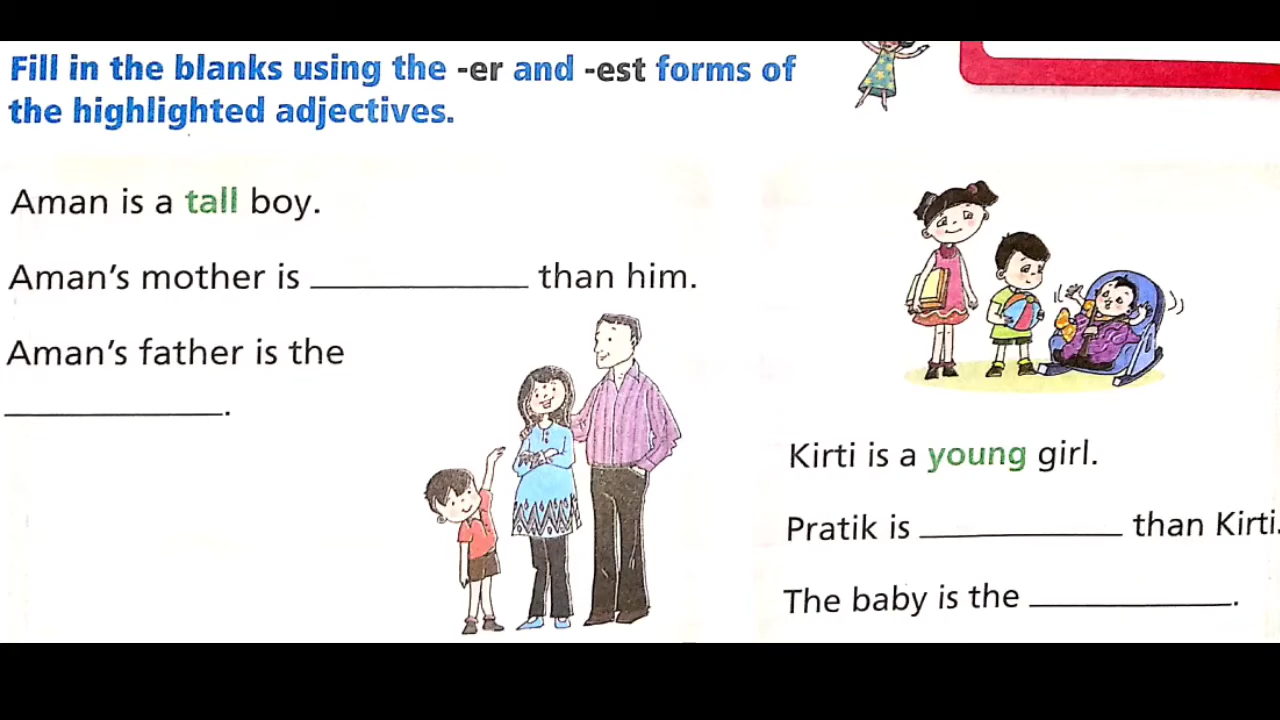 Fill in the blanks using the -er and -est forms of
the highlighted adjectives.
Aman is a tall boy.
Aman’s mother is ____________ than him.
Aman’s father is the
____________.
Kirti is a young girl.
Pratik is ____________ than Kirti.
The baby is the ____________.